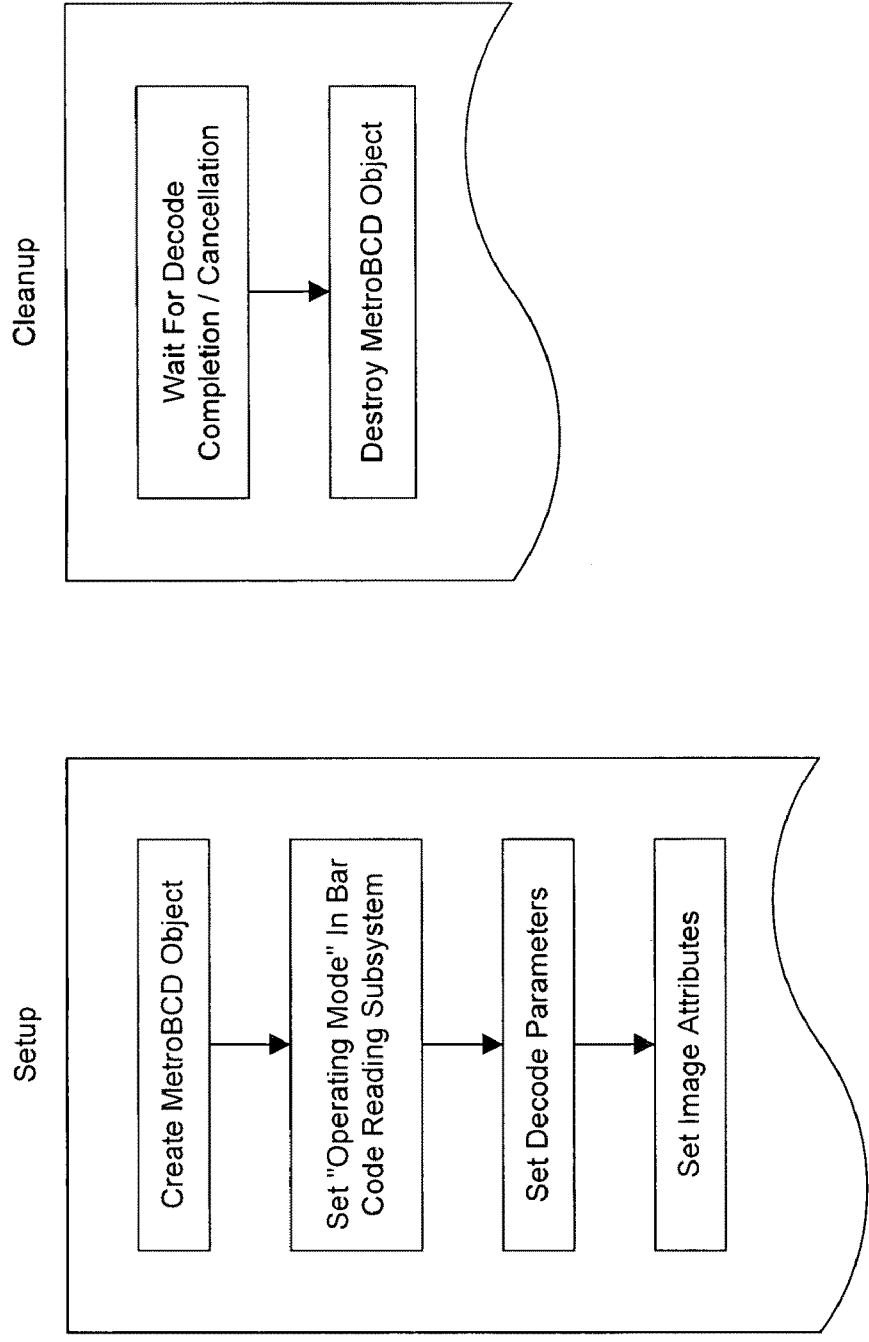 Setup
Create MetroBCD Object
Set "Operating Mode" In Bar
Code Reading Subsystem
Set Decode Parameters
Set Image Attributes
Cleanup
Wait For Decode
Completion / Cancellation
Destroy MetroBCD Object